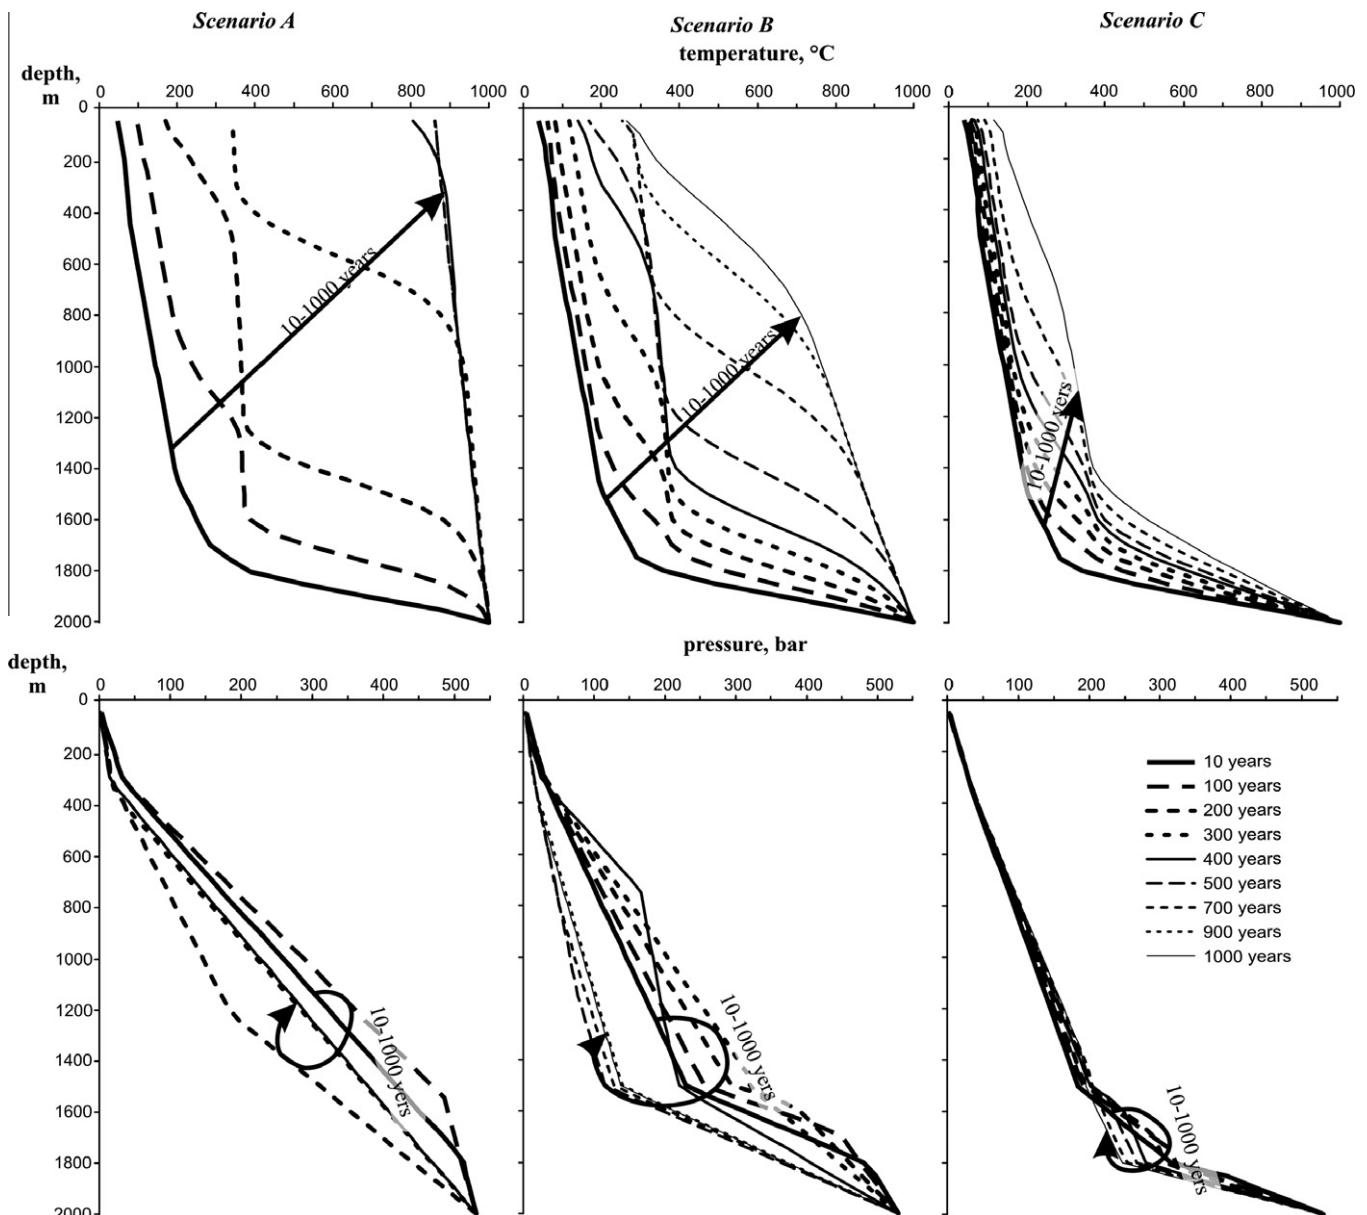 Scenario A
Scenario B
Scenario C
temperature, °C
depth,
m
0 200 400 600 800 1000
0 200 400 600 800 1000
0 200 400 600 800 1000
0
200
400
600
800
1000
1200
1400
1600
1800
2000
10-1000 years
10-1000 years
10-1000 yers
pressure, bar
depth,
m
0 100 200 300 400 500
0 100 200 300 400 500
0 100 200 300 400 500
0
200
400
600
800
1000
1200
1400
1600
1800
2000
10-1000 yers
10-1000 yers
10-1000 yers
10 years
100 years
200 years
300 years
400 years
500 years
700 years
900 years
1000 years